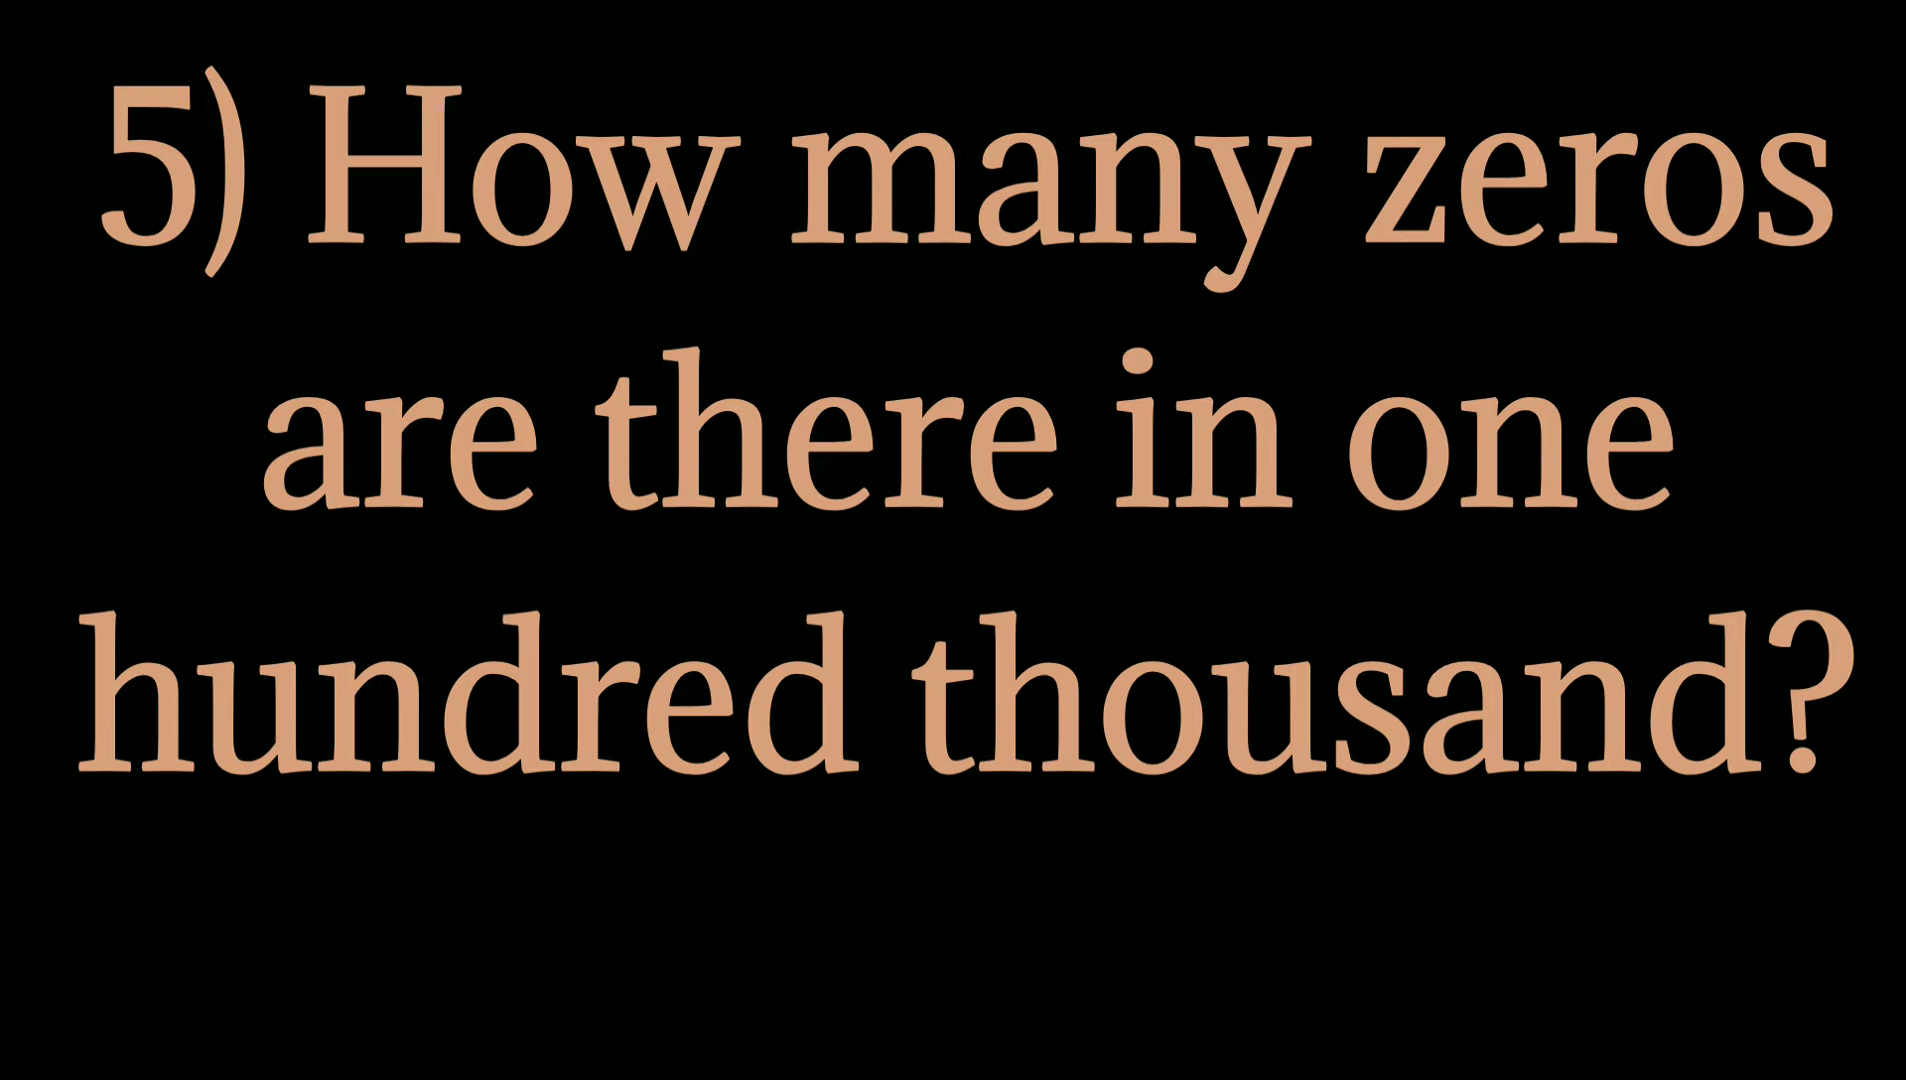 5) How many zeros
are there in one
hundred thousand?